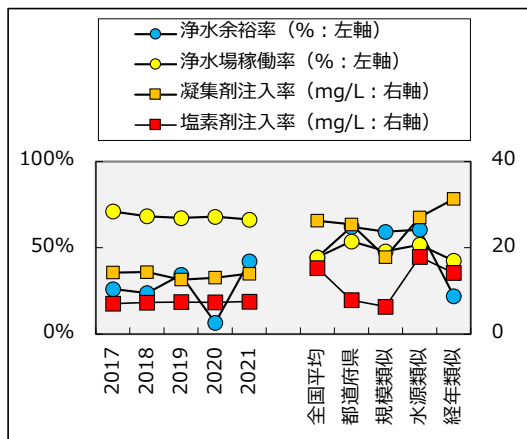 浄水余裕率（%：左軸）
浄水場稼働率（%：左軸）
凝集剤注入率（mg/L：右軸）
塩素剤注入率（mg/L：右軸）
100%
50%
0%
40
20
0
2017
2018
2019
2020
2021
全国平均
都道府県
規模類似
水源類似
経年類似